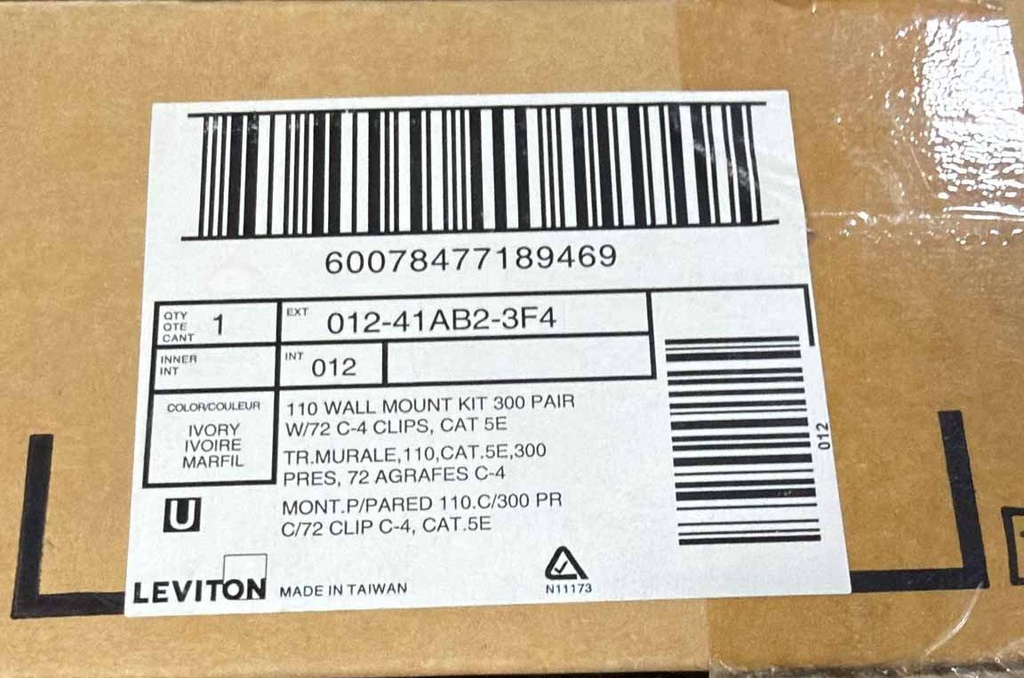 60078477189469
QTY
QTE
CANT
1
EXT
012-41AB2-3F4
INNER
INT
INT
012
COLOR/COULEUR
IVORY
IVOIRE
MARFIL
110 WALL MOUNT KIT 300 PAIR
W/72 C-4 CLIPS, CAT 5E
TR.MURALE,110,CAT.5E,300
PRES, 72 AGRAFES C-4
MONT.P/PARED 110.C/300 PR
C/72 CLIP C-4, CAT.5E
012
U
LEVITON
MADE IN TAIWAN
N11173